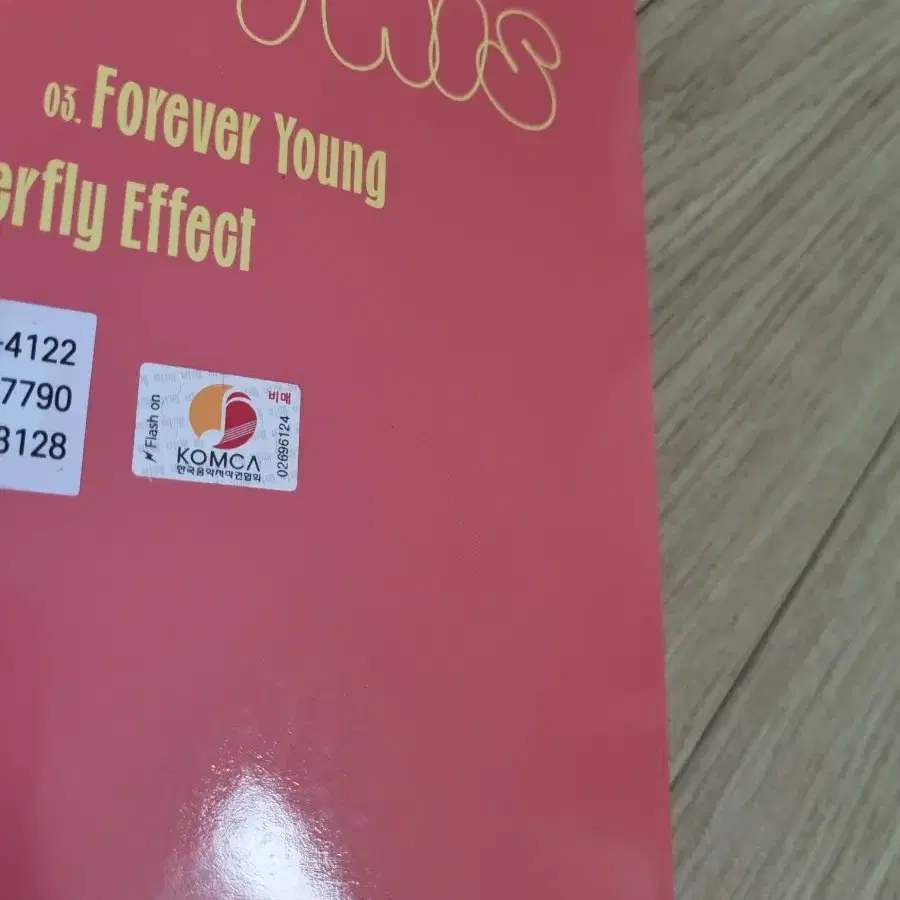 03. Forever Young
erfly Effect
-4122
7790
3128
Flash on
비매
KOMCA
한국음악저작권협회
02696124